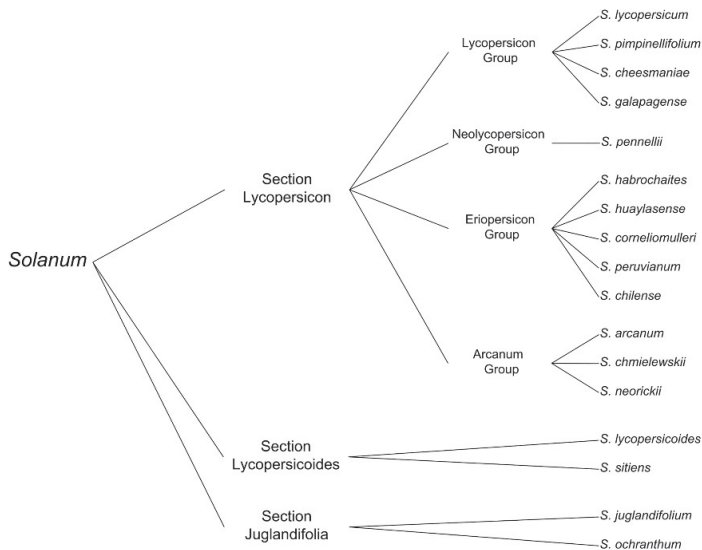 Solanum
Section
Lycopersicon
Lycopersicon
Group
S. lycopersicum
S. pimpinellifolium
S. cheesmaniae
S. galapagense
Neolycopersicon
Group
S. pennellii
Eriopersicon
Group
S. habrochaites
S. huaylasense
S. corneliomulleri
S. peruvianum
S. chilense
Arcanum
Group
S. arcanum
S. chmielewskii
S. neorickii
Section
Lycopersicoides
S. lycopersicoides
S. sitiens
Section
Juglandifolia
S. juglandifolium
S. ochranthum